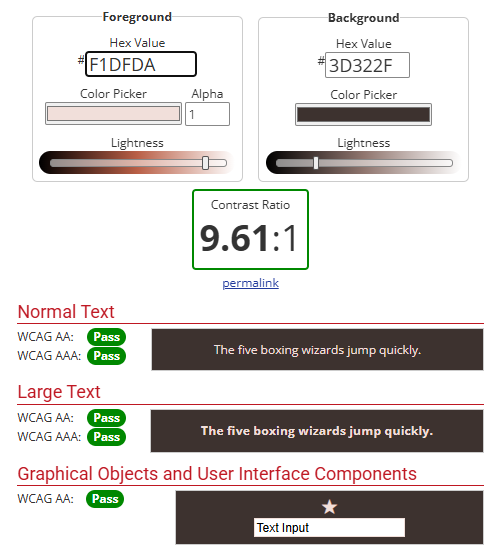 Foreground
Hex Value
#F1DFDA
Color Picker Alpha
1
Lightness
Background
Hex Value
#3D322F
Color Picker
Lightness
Contrast Ratio
9.61:1
permalink
Normal Text
WCAG AA: Pass
WCAG AAA: Pass
The five boxing wizards jump quickly.
Large Text
WCAG AA: Pass
WCAG AAA: Pass
The five boxing wizards jump quickly.
Graphical Objects and User Interface Components
WCAG AA: Pass
Text Input